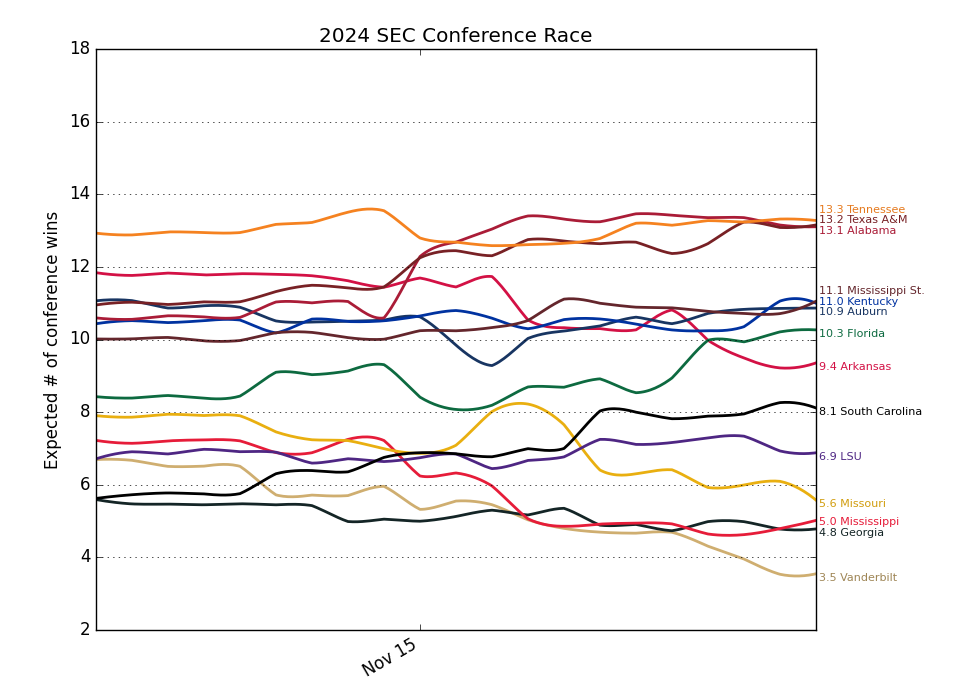 2024 SEC Conference Race
Expected # of conference wins
18
16
14
12
10
8
6
4
2
Nov 15
13.3 Tennessee
13.2 Texas A&M
13.1 Alabama
11.1 Mississippi St.
11.0 Kentucky
10.9 Auburn
10.3 Florida
9.4 Arkansas
8.1 South Carolina
6.9 LSU
5.6 Missouri
5.0 Mississippi
4.8 Georgia
3.5 Vanderbilt